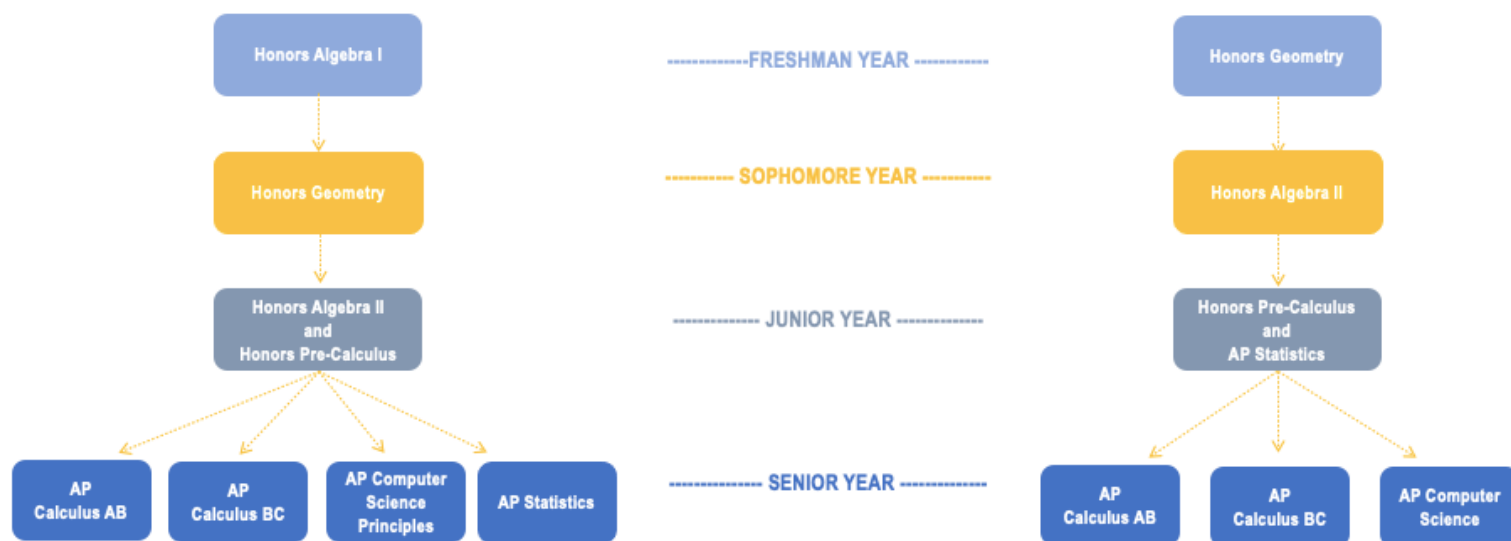 Honors Algebra I
-------------FRESHMAN YEAR ------------
Honors Geometry
Honors Geometry
----------- SOPHOMORE YEAR -----------
Honors Algebra II
Honors Algebra II
and
Honors Pre-Calculus
-------------- JUNIOR YEAR --------------
Honors Pre-Calculus
and
AP Statistics
AP
Calculus AB
AP
Calculus BC
AP Computer
Science
Principles
AP Statistics
--------------- SENIOR YEAR --------------
AP
Calculus AB
AP
Calculus BC
AP Computer
Science